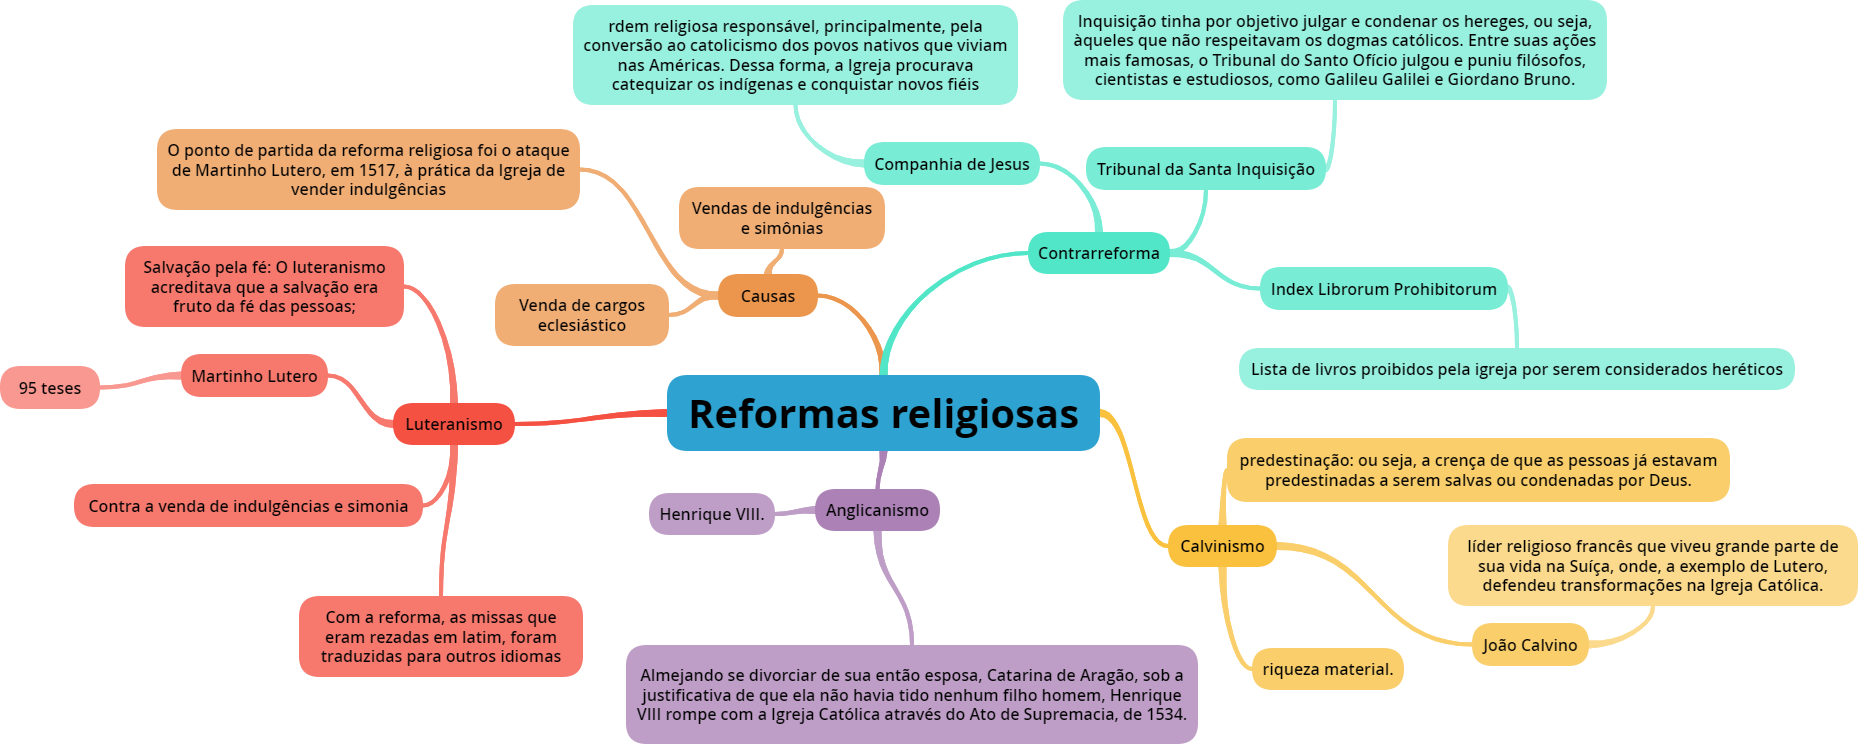 rdem religiosa responsável, principalmente, pela
conversão ao catolicismo dos povos nativos que viviam
nas Américas. Dessa forma, a Igreja procurava
catequizar os indígenas e conquistar novos fiéis
Inquisição tinha por objetivo julgar e condenar os hereges, ou seja,
àqueles que não respeitavam os dogmas católicos. Entre suas ações
mais famosas, o Tribunal do Santo Ofício julgou e puniu filósofos,
cientistas e estudiosos, como Galileu Galilei e Giordano Bruno.
O ponto de partida da reforma religiosa foi o ataque
de Martinho Lutero, em 1517, à prática da Igreja de
vender indulgências
Companhia de Jesus
Tribunal da Santa Inquisição
Vendas de indulgências
e simônias
Contrarreforma
Salvação pela fé: O luteranismo
acreditava que a salvação era
fruto da fé das pessoas;
Causas
Venda de cargos
eclesiástico
Index Librorum Prohibitorum
Lista de livros proibidos pela igreja por serem considerados heréticos
95 teses
Martinho Lutero
Luteranismo
Reformas religiosas
predestinação: ou seja, a crença de que as pessoas já estavam
predestinadas a serem salvas ou condenadas por Deus.
Contra a venda de indulgências e simonia
Henrique VIII.
Anglicanismo
Calvinismo
líder religioso francês que viveu grande parte de
sua vida na Suíça, onde, a exemplo de Lutero,
defendeu transformações na Igreja Católica.
Com a reforma, as missas que
eram rezadas em latim, foram
traduzidas para outros idiomas
João Calvino
riqueza material.
Almejando se divorciar de sua então esposa, Catarina de Aragão, sob a
justificativa de que ela não havia tido nenhum filho homem, Henrique
VIII rompe com a Igreja Católica através do Ato de Supremacia, de 1534.